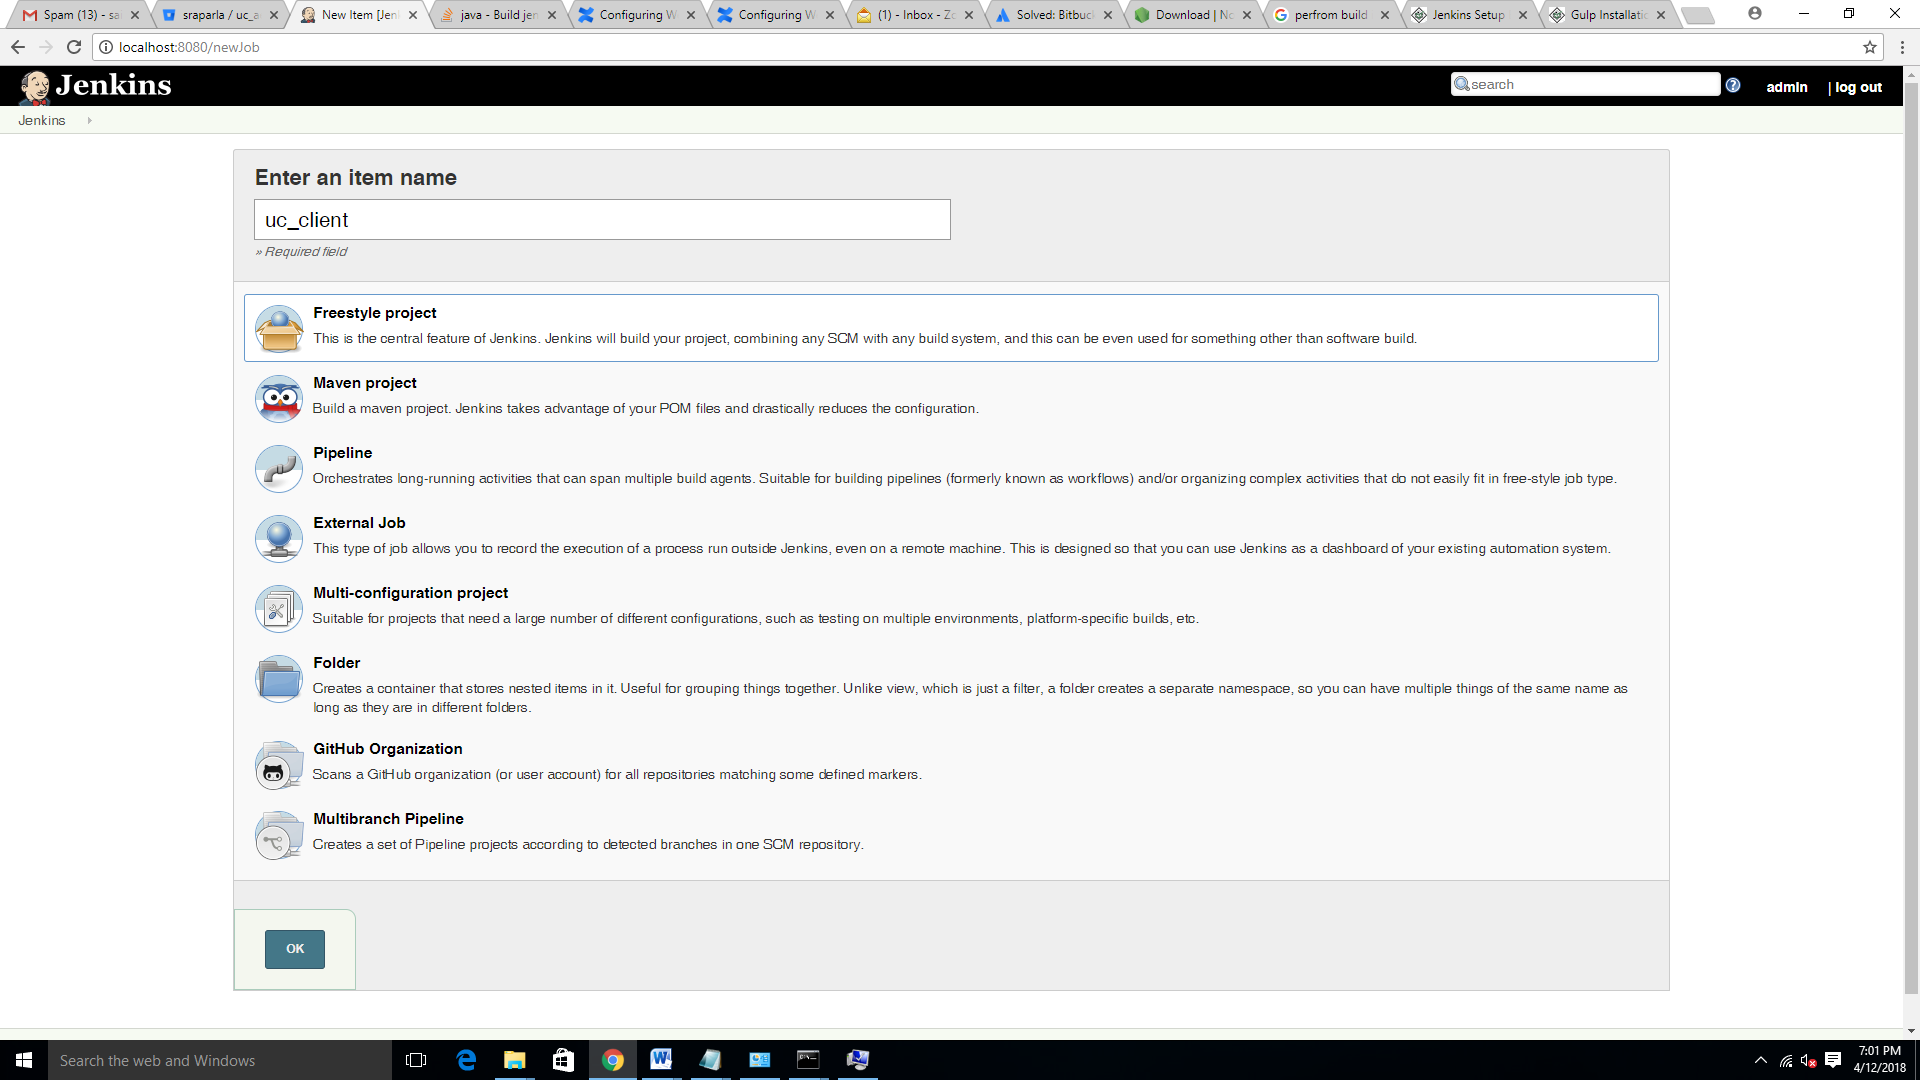 Spam (13) - sa
sraparla / uc_a
New Item [Jen
java - Build jen
Configuring W
Configuring W
(1) - Inbox - Zo
Solved: Bitbuc
Download | No
perfrom build
Jenkins Setup
Gulp Installatio
localhost:8080/newJob
Jenkins
search
admin
| log out
Jenkins
Enter an item name
uc_client
» Required field
Freestyle project
This is the central feature of Jenkins. Jenkins will build your project, combining any SCM with any build system, and this can be even used for something other than software build.
Maven project
Build a maven project. Jenkins takes advantage of your POM files and drastically reduces the configuration.
Pipeline
Orchestrates long-running activities that can span multiple build agents. Suitable for building pipelines (formerly known as workflows) and/or organizing complex activities that do not easily fit in free-style job type.
External Job
This type of job allows you to record the execution of a process run outside Jenkins, even on a remote machine. This is designed so that you can use Jenkins as a dashboard of your existing automation system.
Multi-configuration project
Suitable for projects that need a large number of different configurations, such as testing on multiple environments, platform-specific builds, etc.
Folder
Creates a container that stores nested items in it. Useful for grouping things together. Unlike view, which is just a filter, a folder creates a separate namespace, so you can have multiple things of the same name as
long as they are in different folders.
GitHub Organization
Scans a GitHub organization (or user account) for all repositories matching some defined markers.
Multibranch Pipeline
Creates a set of Pipeline projects according to detected branches in one SCM repository.
OK
Search the web and Windows
7:01 PM
4/12/2018